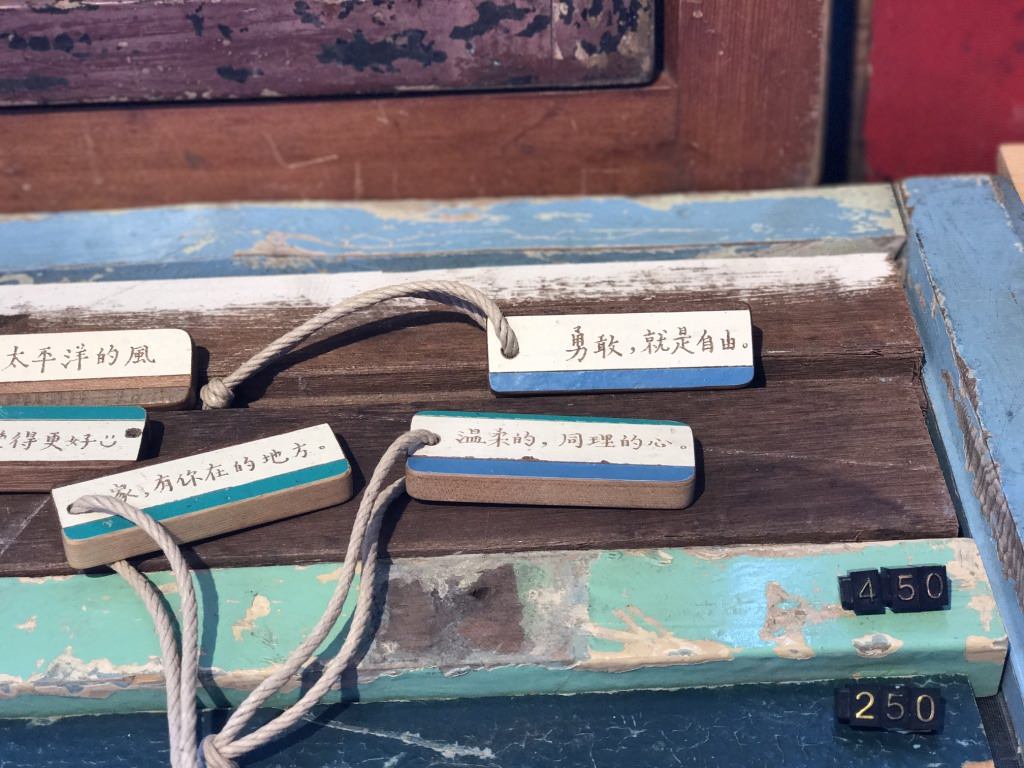 勇敢，就是自由。
太平洋的風
得更好心
溫柔的，同理的心。
家，有你在的地方。
450
250